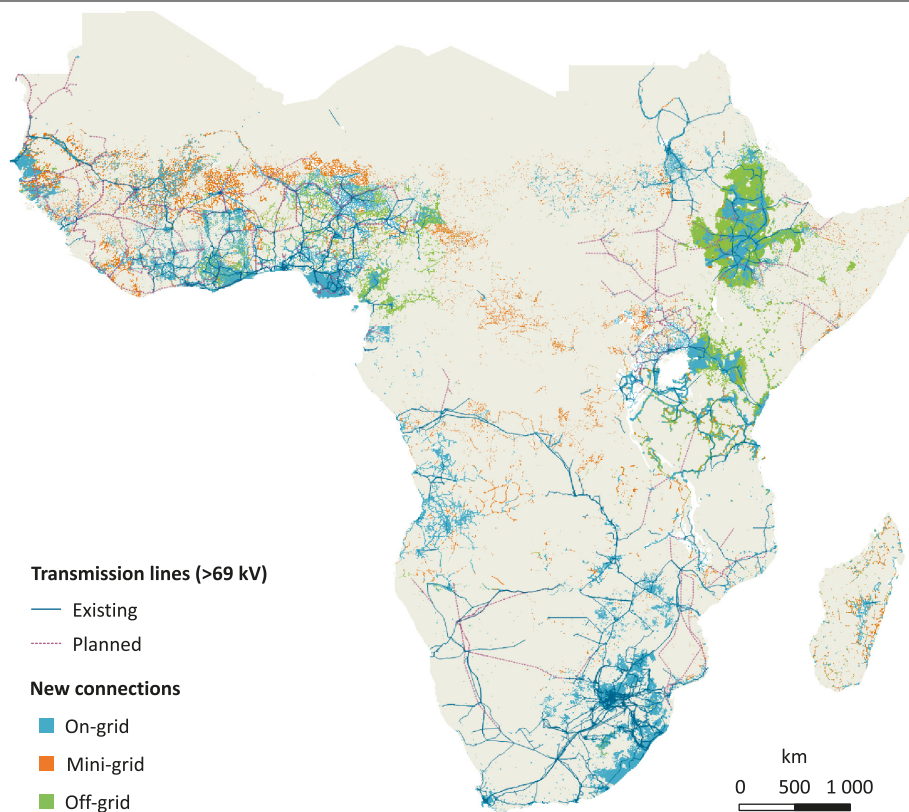 Transmission lines (>69 kV)
Existing
Planned
New connections
On-grid
Mini-grid
Off-grid
km
0 500 1 000